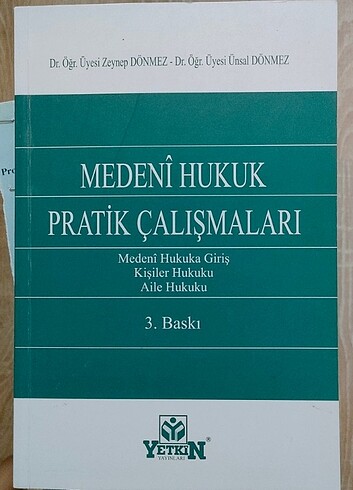 Dr. Öğr. Üyesi Zeynep DÖNMEZ - Dr. Öğr. Üyesi Ünsal DÖNMEZ
MEDENÎ HUKUK
PRATİK ÇALIŞMALARI
Medenî Hukuka Giriş
Kişiler Hukuku
Aile Hukuku
3. Baskı
YETKİN®
YAYINLARI